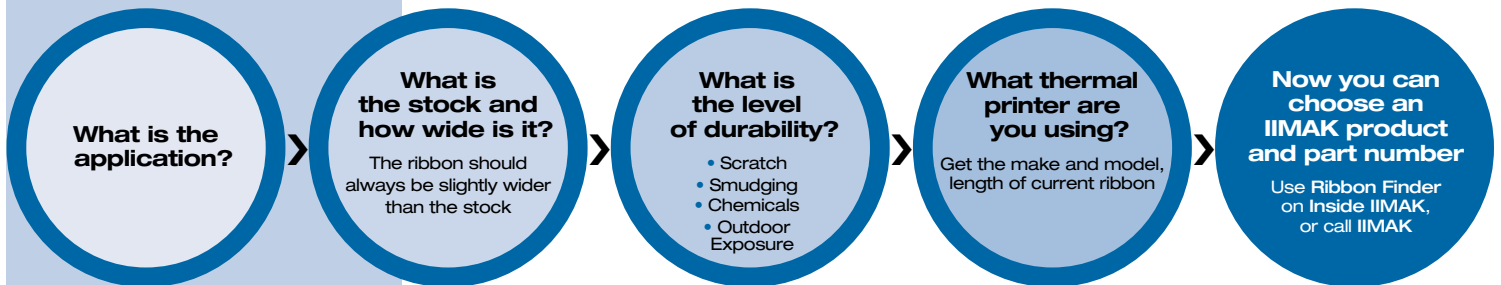 What is the
application?
What is
the stock and
how wide is it?
The ribbon should
always be slightly wider
than the stock
What is
the level
of durability?
• Scratch
• Smudging
• Chemicals
• Outdoor
Exposure
What thermal
printer are
you using?
Get the make and model,
length of current ribbon
Now you can
choose an
IIMAK product
and part number
Use Ribbon Finder
on Inside IIMAK,
or call IIMAK